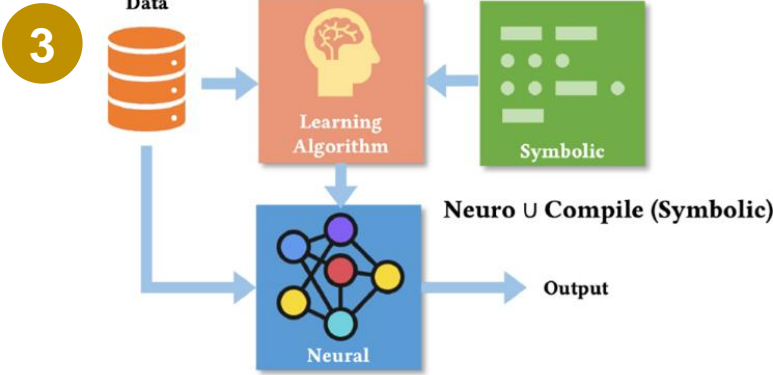 Data
3
Learning
Algorithm
Symbolic
Neuro ∪ Compile (Symbolic)
Output
Neural